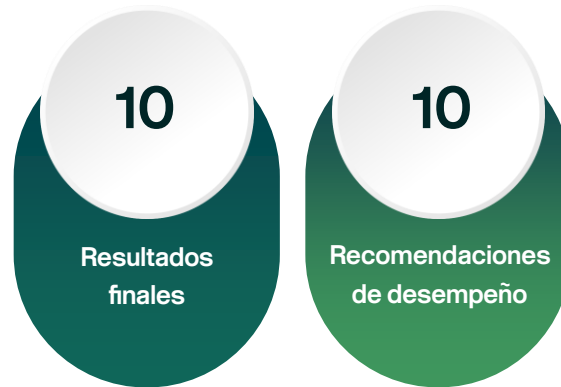 10
Resultados
finales
10
Recomendaciones
de desempeño